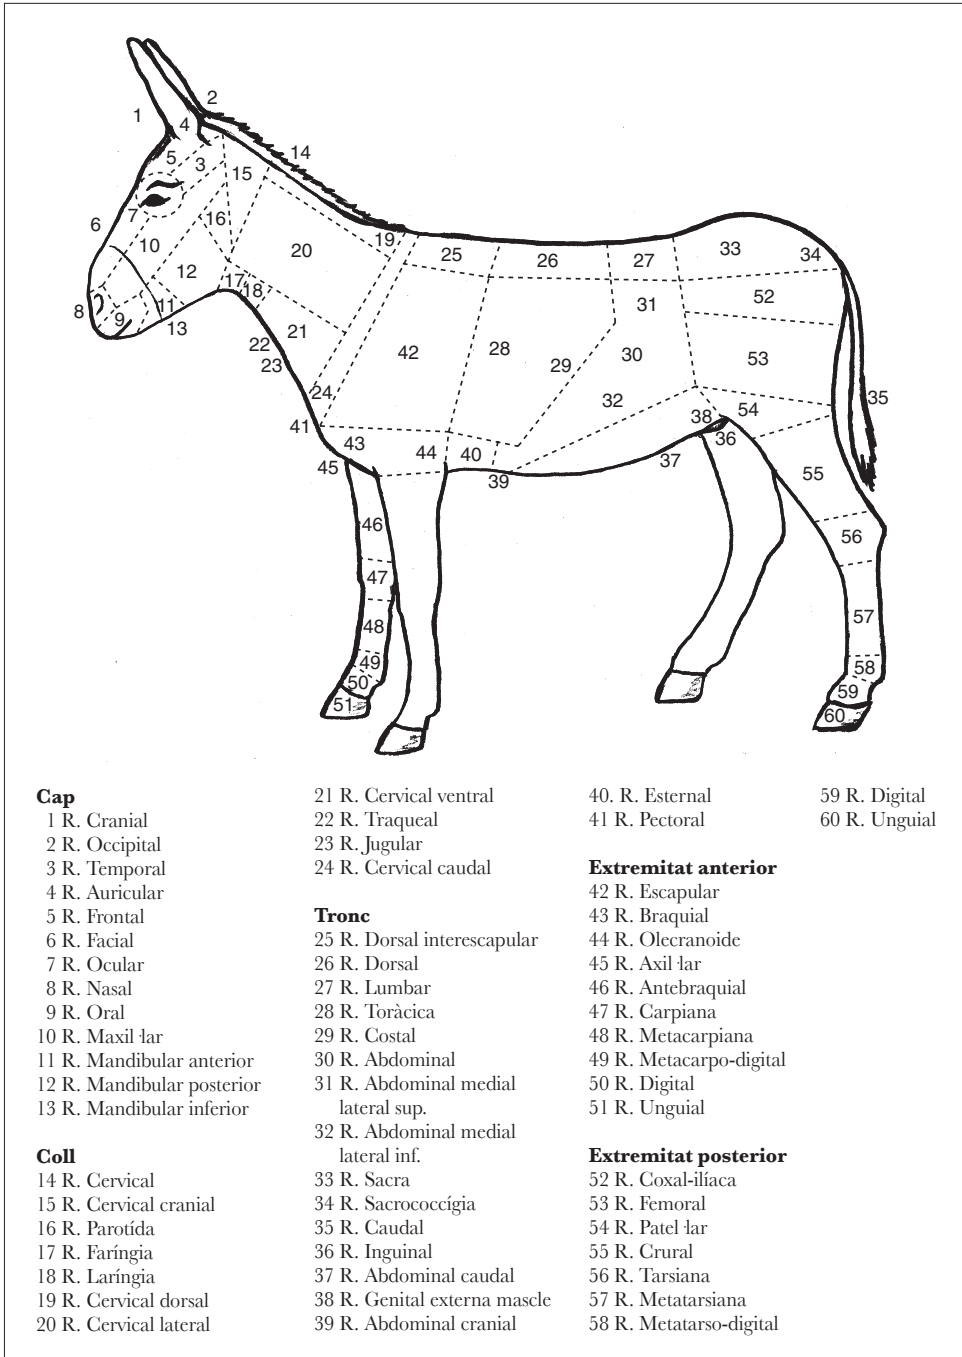 1
2
3
4
5
6
7
8
9
10
11
12
13
14
15
16
17
18
19
20
21
22
23
24
25
26
27
28
29
30
31
32
33
34
35
36
37
38
39
40
41
42
43
44
45
46
47
48
49
50
51
52
53
54
55
56
57
58
59
60
Cap
1 R. Cranial
2 R. Occipital
3 R. Temporal
4 R. Auricular
5 R. Frontal
6 R. Facial
7 R. Ocular
8 R. Nasal
9 R. Oral
10 R. Maxil·lar
11 R. Mandibular anterior
12 R. Mandibular posterior
13 R. Mandibular inferior
Coll
14 R. Cervical
15 R. Cervical cranial
16 R. Parotída
17 R. Faríngia
18 R. Laríngia
19 R. Cervical dorsal
20 R. Cervical lateral
21 R. Cervical ventral
22 R. Traqueal
23 R. Jugular
24 R. Cervical caudal
Tronc
25 R. Dorsal interescapular
26 R. Dorsal
27 R. Lumbar
28 R. Toràcica
29 R. Costal
30 R. Abdominal
31 R. Abdominal medial
lateral sup.
32 R. Abdominal medial
lateral inf.
33 R. Sacra
34 R. Sacrococcígia
35 R. Caudal
36 R. Inguinal
37 R. Abdominal caudal
38 R. Genital externa mascle
39 R. Abdominal cranial
40. R. Esternal
41 R. Pectoral
Extremitat anterior
42 R. Escapular
43 R. Braquial
44 R. Olecranoide
45 R. Axil·lar
46 R. Antebraquial
47 R. Carpiana
48 R. Metacarpiana
49 R. Metacarpo-digital
50 R. Digital
51 R. Unguial
Extremitat posterior
52 R. Coxal-ilíaca
53 R. Femoral
54 R. Patel·lar
55 R. Crural
56 R. Tarsiana
57 R. Metatarsiana
58 R. Metatarso-digital
59 R. Digital
60 R. Unguial